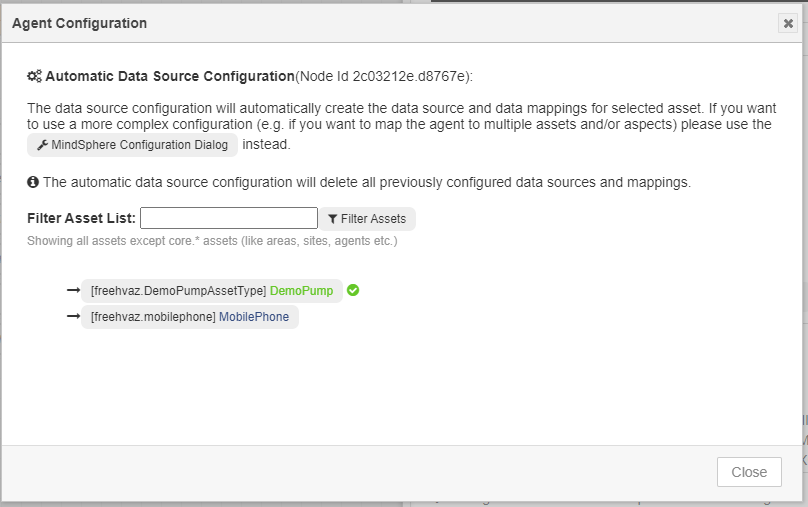 Agent Configuration
Automatic Data Source Configuration(Node Id 2c03212e.d8767e):
The data source configuration will automatically create the data source and data mappings for selected asset. If you want
to use a more complex configuration (e.g. if you want to map the agent to multiple assets and/or aspects) please use the
MindSphere Configuration Dialog instead.
The automatic data source configuration will delete all previously configured data sources and mappings.
Filter Asset List: Filter Assets
Showing all assets except core.* assets (like areas, sites, agents etc.)
[freehvaz.DemoPumpAssetType] DemoPump
[freehvaz.mobilephone] MobilePhone
Close